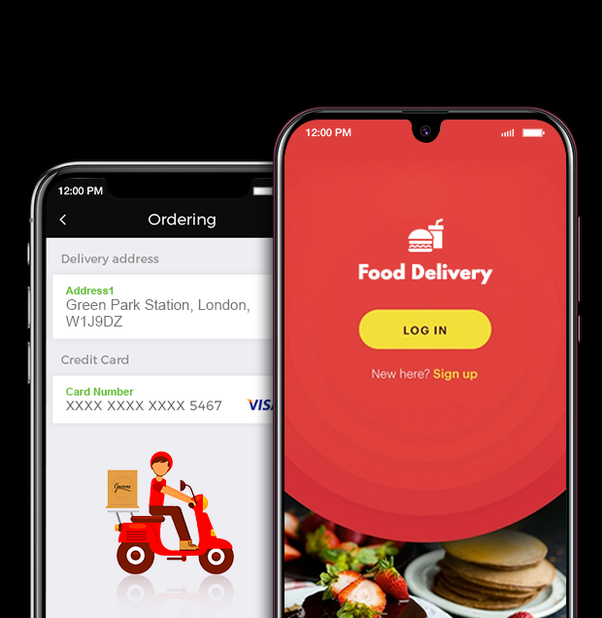 12:00 PM
Ordering
Delivery address
Address1
Green Park Station, London,
W1J9DZ
Credit Card
Card Number
XXXX XXXX XXXX 5467
VISA
12:00 PM
Food Delivery
LOG IN
New here? Sign up